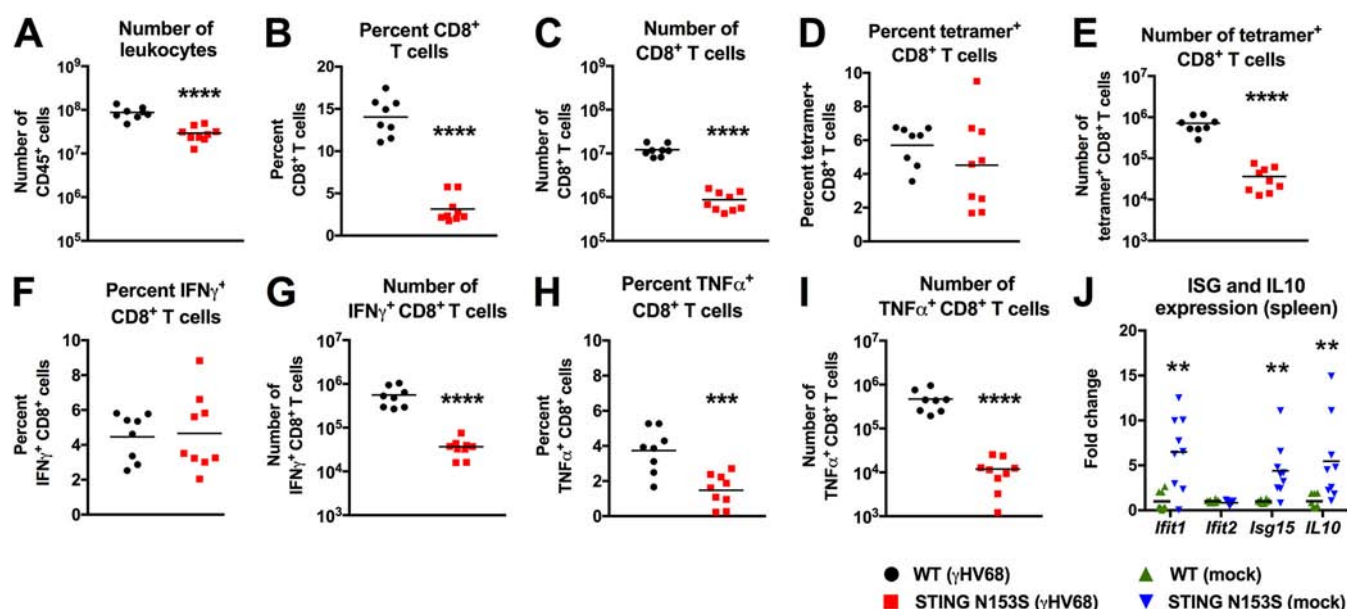 A
Number of
leukocytes
10⁹
10⁸
10⁷
10⁶
10⁵
Number of
CD45⁺ cells
****
B
Percent CD8⁺
T cells
20
15
10
5
0
Percent
CD8⁺ T cells
****
C
Number of
CD8⁺ T cells
10⁹
10⁸
10⁷
10⁶
10⁵
Number of
CD8⁺ T cells
****
D
Percent tetramer⁺
CD8⁺ T cells
10
8
6
4
2
0
Percent tetramer+
CD8⁺ T cells
E
Number of tetramer⁺
CD8⁺ T cells
10⁷
10⁶
10⁵
10⁴
10³
Number of
tetramer⁺ CD8⁺ T cells
****
F
Percent IFNγ⁺
CD8⁺ T cells
10
8
6
4
2
0
Percent
IFNγ⁺ CD8⁺ cells
G
Number of
IFNγ⁺ CD8⁺ T cells
10⁷
10⁶
10⁵
10⁴
10³
Number of
IFNγ⁺ CD8⁺ T cells
****
H
Percent TNFα⁺
CD8⁺ T cells
8
6
4
2
0
Percent
TNFα⁺ CD8⁺ cells
***
I
Number of
TNFα⁺ CD8⁺ T cells
10⁷
10⁶
10⁵
10⁴
10³
Number of
TNFα⁺ CD8⁺ T cells
****
J
ISG and IL10
expression (spleen)
20
15
10
5
0
Fold change
** ** **
Ifit1 Ifit2 Isg15 IL10
WT (γHV68)
STING N153S (γHV68)
WT (mock)
STING N153S (mock)